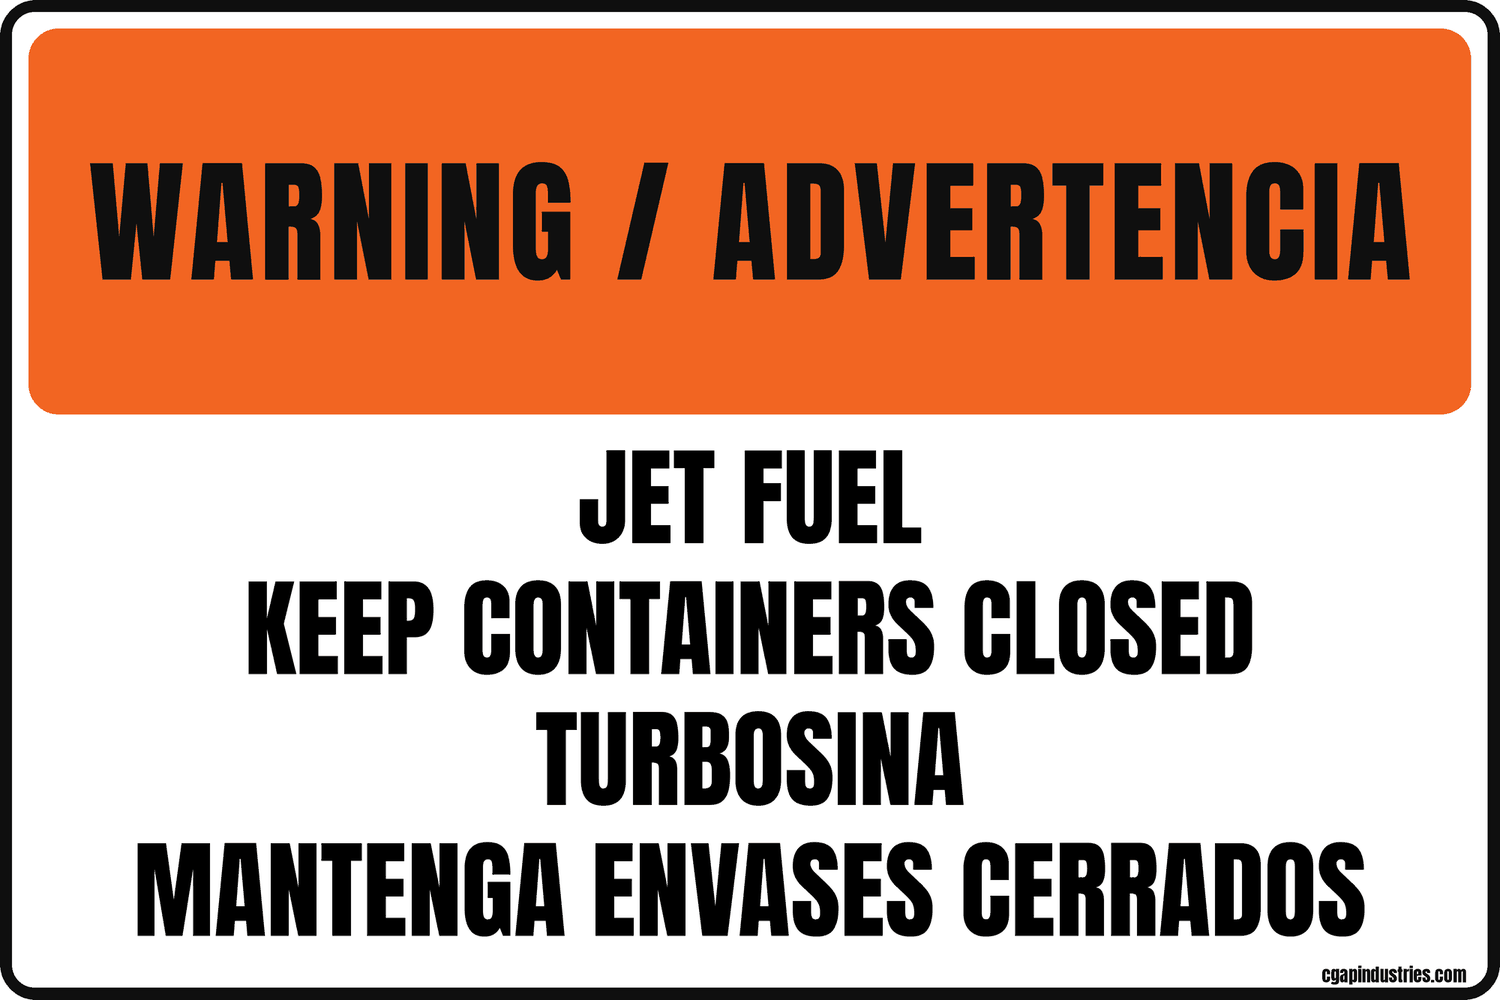 WARNING / ADVERTENCIA
JET FUEL
KEEP CONTAINERS CLOSED
TURBOSINA
MANTENGA ENVASES CERRADOS
cgapindustries.com